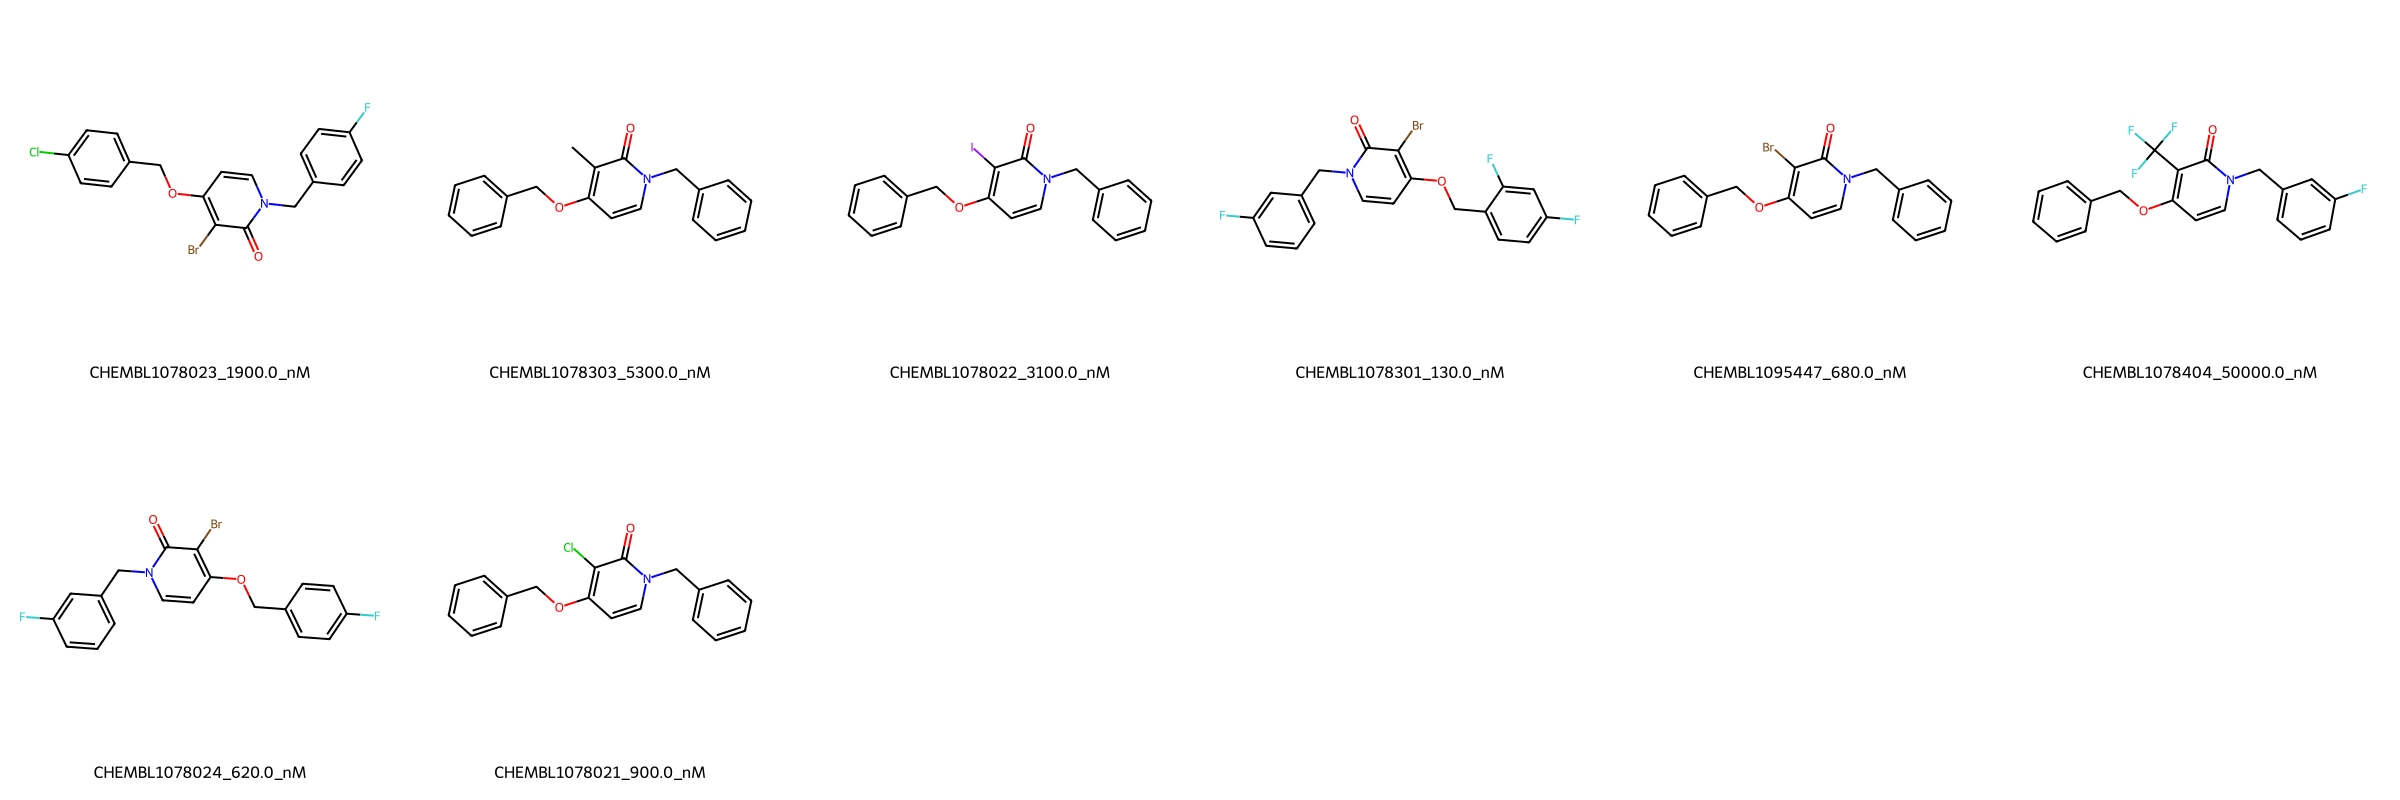 CHEMBL1078023_1900.0_nM
CHEMBL1078303_5300.0_nM
CHEMBL1078022_3100.0_nM
CHEMBL1078301_130.0_nM
CHEMBL1095447_680.0_nM
CHEMBL1078404_50000.0_nM
CHEMBL1078024_620.0_nM
CHEMBL1078021_900.0_nM
Cl
O
Br
O
N
F
O
O
N
I
O
O
N
F
O
N
Br
O
F
F
Br
O
O
N
F
F
F
O
O
N
F
F
O
N
Br
O
F
Cl
O
O
N